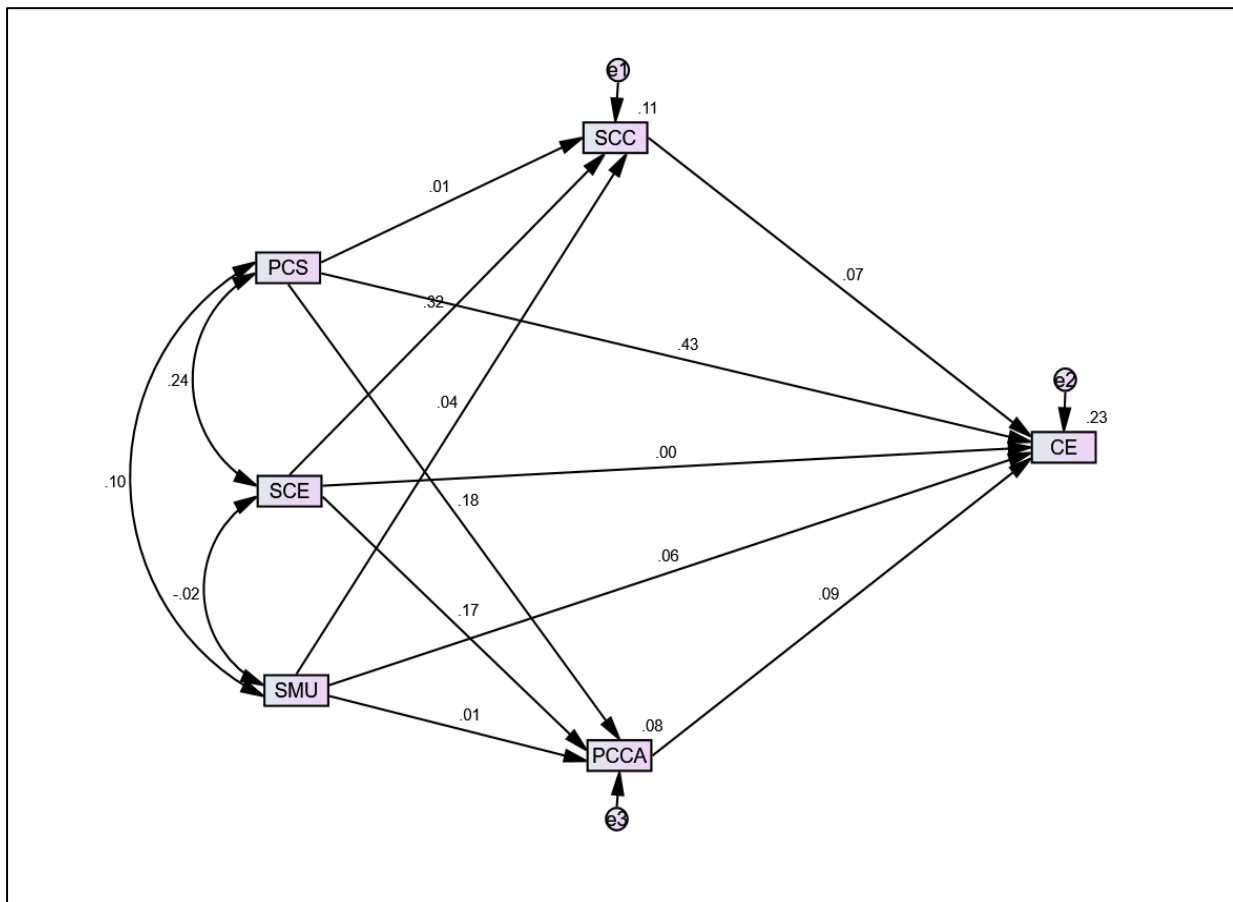 e1
.11
SCC
.01
PCS
.07
.32
.43
.24
e2
.04
.23
CE
.00
.10
SCE
.18
.06
-.02
.09
.17
SMU
.01
.08
PCCA
e3